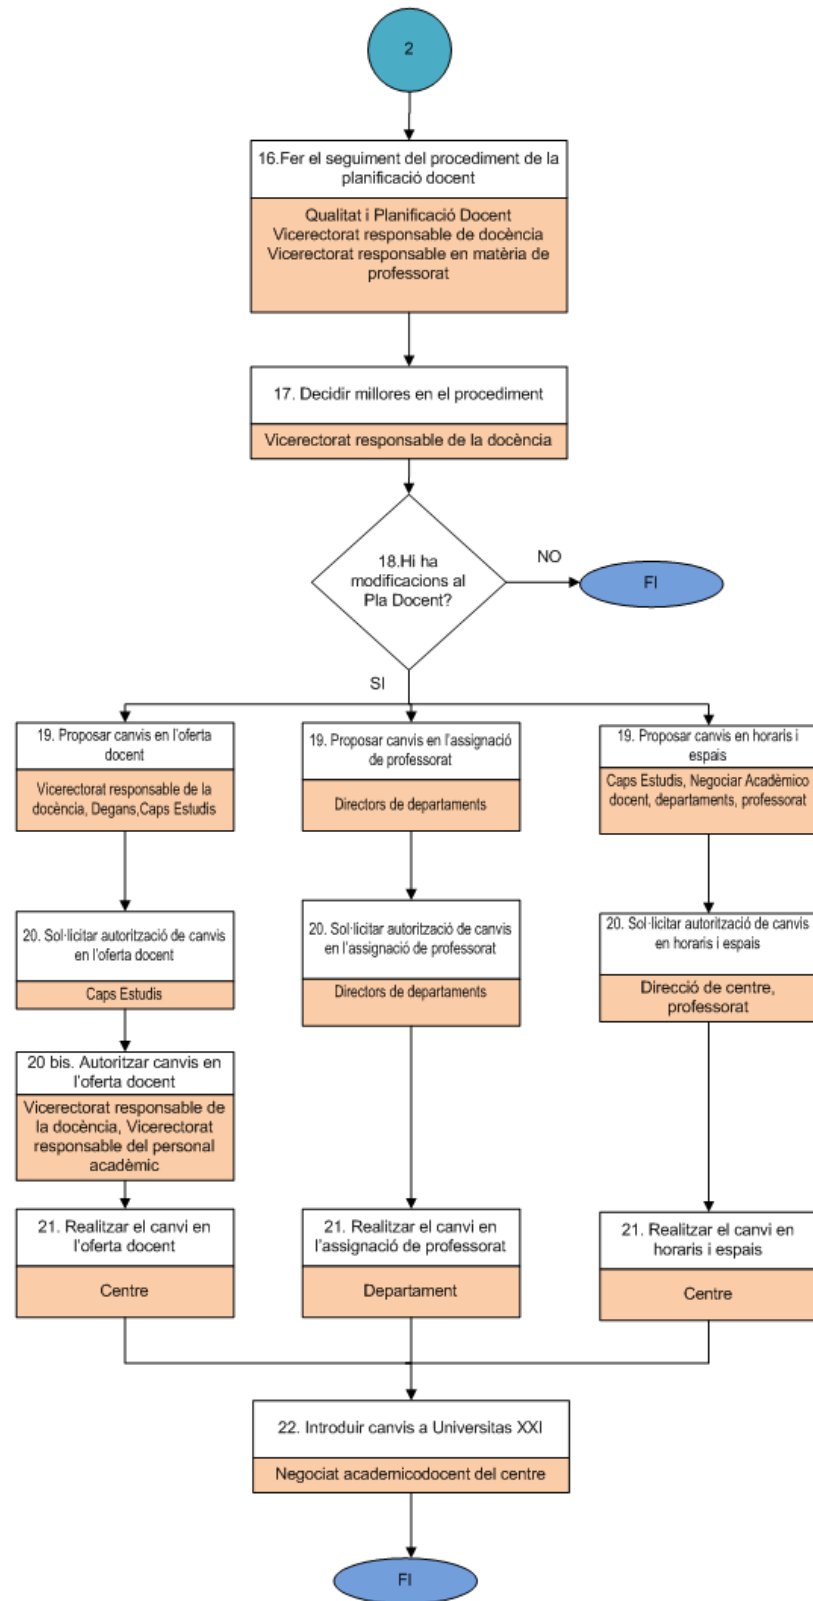 2
16.Fer el seguiment del procediment de la
planificació docent
Qualitat i Planificació Docent
Vicerectorat responsable de docència
Vicerectorat responsable en matèria de
professorat
17. Decidir millores en el procediment
Vicerectorat responsable de la docència
18.Hi ha
modificacions al
Pla Docent?
NO
FI
SI
19. Proposar canvis en l'oferta
docent
Vicerectorat responsable de la
docència, Degans,Caps Estudis
19. Proposar canvis en l'assignació
de professorat
Directors de departaments
19. Proposar canvis en horaris i
espais
Caps Estudis, Negociar Acadèmico
docent, departaments, professorat
20. Sol·licitar autorització de canvis
en l'oferta docent
Caps Estudis
20. Sol·licitar autorització de canvis
en l'assignació de professorat
Directors de departaments
20. Sol·licitar autorització de canvis
en horaris i espais
Direcció de centre,
professorat
20 bis. Autoritzar canvis en
l'oferta docent
Vicerectorat responsable de
la docència, Vicerectorat
responsable del personal
acadèmic
21. Realitzar el canvi en
l'oferta docent
Centre
21. Realitzar el canvi en
l'assignació de professorat
Departament
21. Realitzar el canvi en
horaris i espais
Centre
22. Introduir canvis a Universitas XXI
Negociat academicodocent del centre
FI